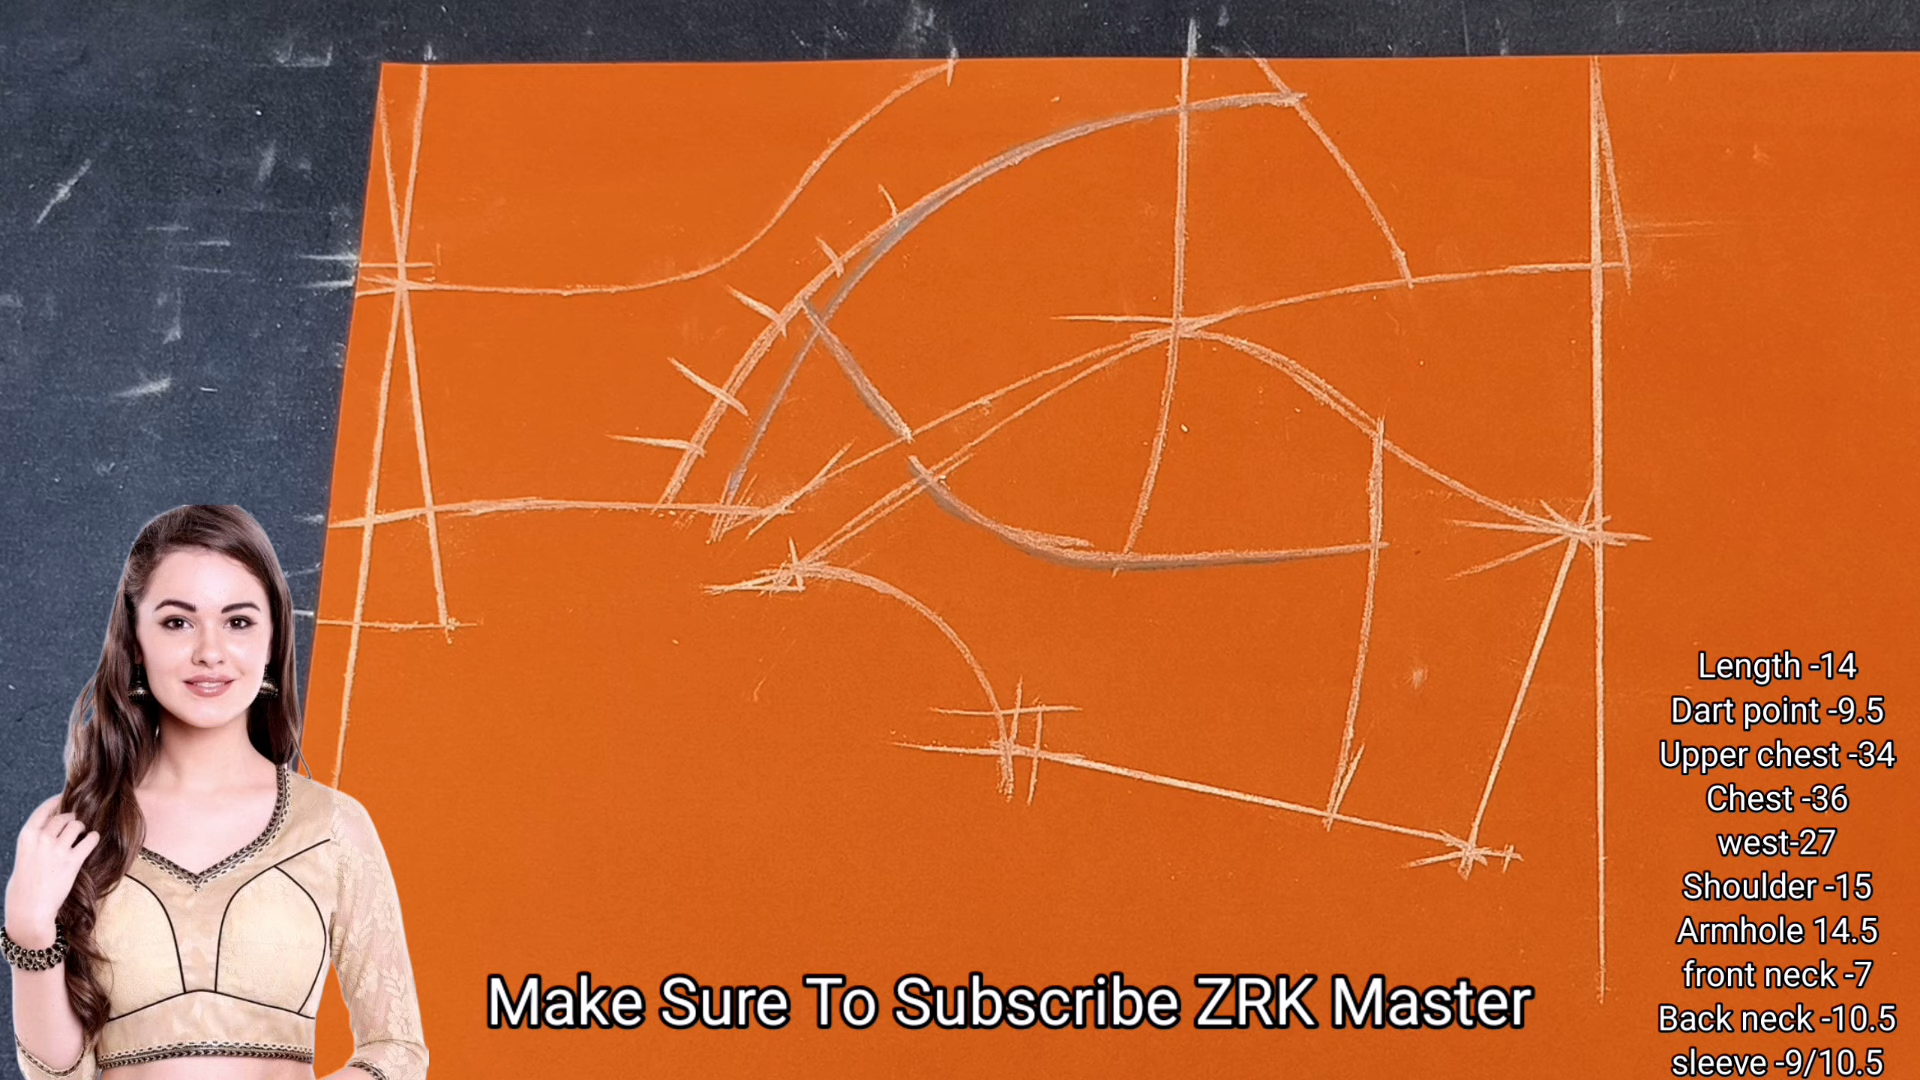 Length -14
Dart point -9.5
Upper chest -34
Chest -36
west-27
Shoulder -15
Armhole 14.5
front neck -7
Back neck -10.5
sleeve -9/10.5
Make Sure To Subscribe ZRK Master